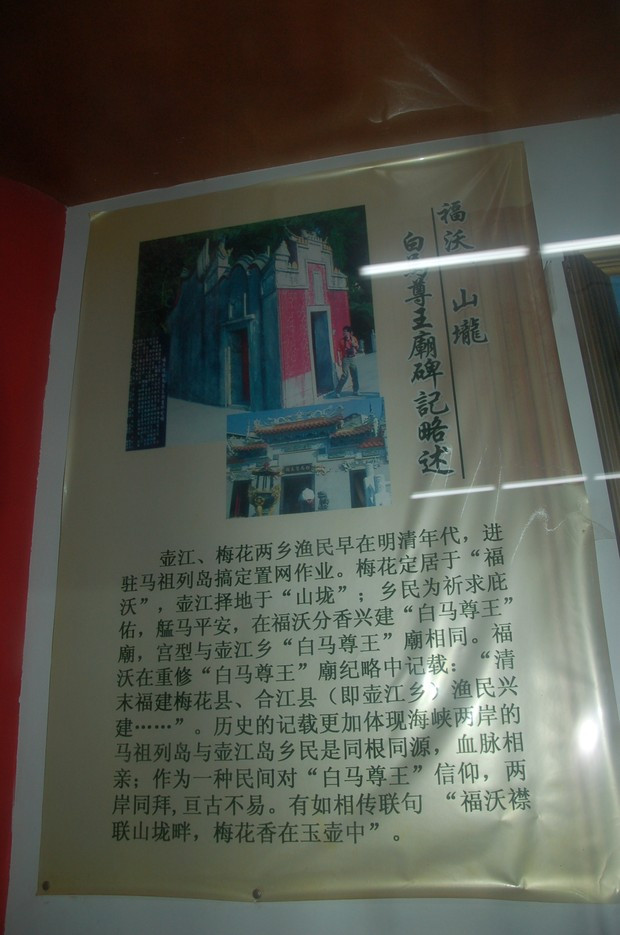 福沃 山壠
白馬尊王廟碑記略述
壶江、梅花两乡渔民早在明清年代，进
驻马祖列岛搞定置网作业。梅花定居于“福
沃”，壶江择地于“山垅”；乡民为祈求庇
佑，艋马平安，在福沃分香兴建“白马尊王”
廟，宫型与壶江乡“白马尊王”廟相同。福
沃在重修“白马尊王”廟纪略中记载：“清
末福建梅花县、合江县（即壶江乡）渔民兴
建……”。历史的记载更加体现海峡两岸的
马祖列岛与壶江岛乡民是同根同源，血脉相
亲；作为一种民间对“白马尊王”信仰，两
岸同拜,亘古不易。有如相传联句 “福沃襟
联山垅畔，梅花香在玉壶中”。